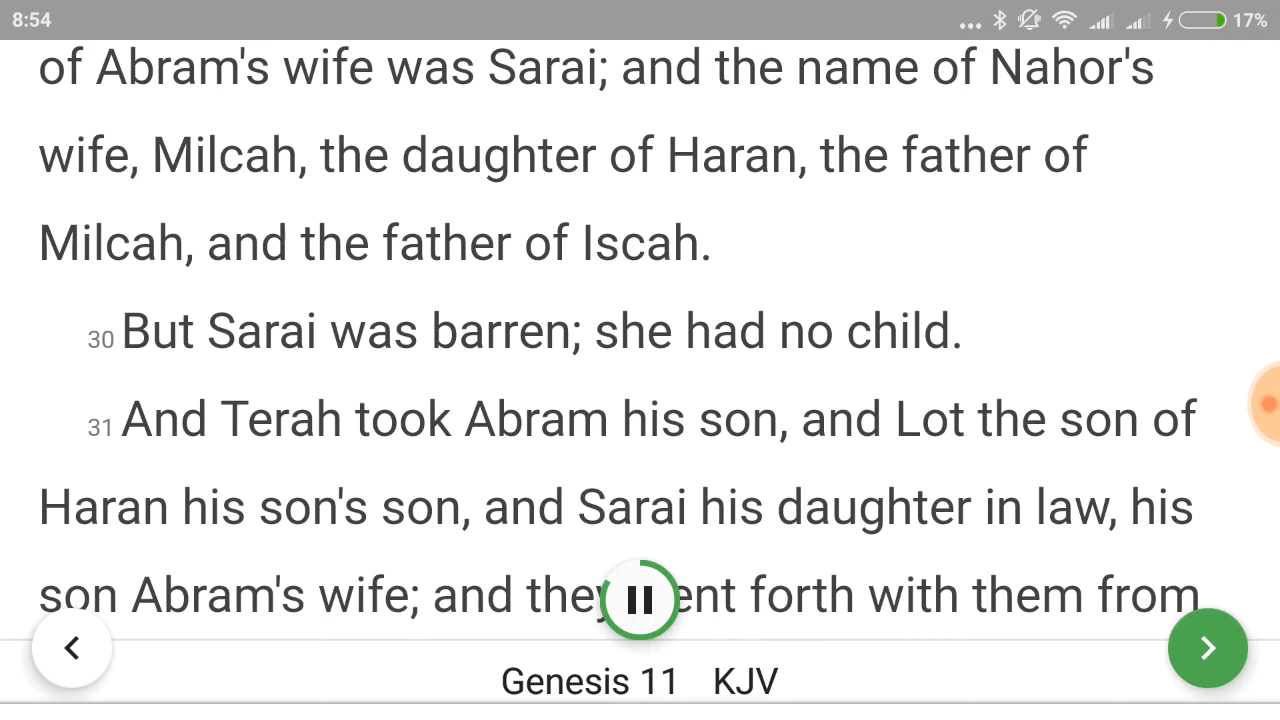 8:54
17%
of Abram's wife was Sarai; and the name of Nahor's
wife, Milcah, the daughter of Haran, the father of
Milcah, and the father of Iscah.
30 But Sarai was barren; she had no child.
31 And Terah took Abram his son, and Lot the son of
Haran his son's son, and Sarai his daughter in law, his
son Abram's wife; and they ent forth with them from
Genesis 11 KJV